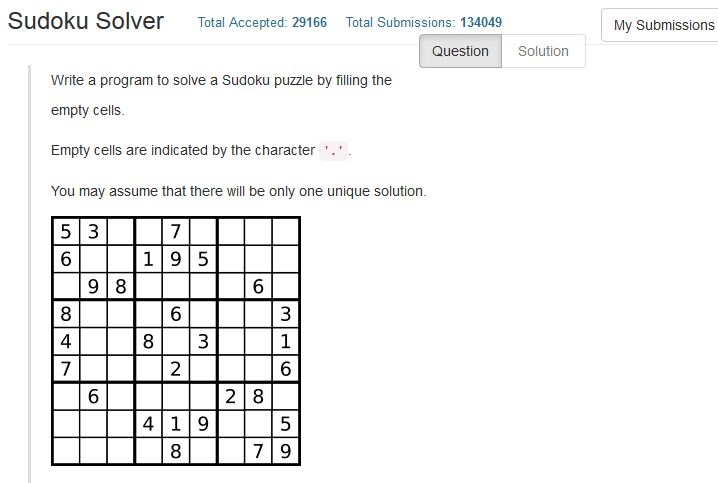 Sudoku Solver Total Accepted: 29166 Total Submissions: 134049 My Submissions
Question Solution
Write a program to solve a Sudoku puzzle by filling the
empty cells.
Empty cells are indicated by the character '.'.
You may assume that there will be only one unique solution.
5 3 7
6 1 9 5
9 8 6
8 6 3
4 8 3 1
7 2 6
6 2 8
4 1 9 5
8 7 9